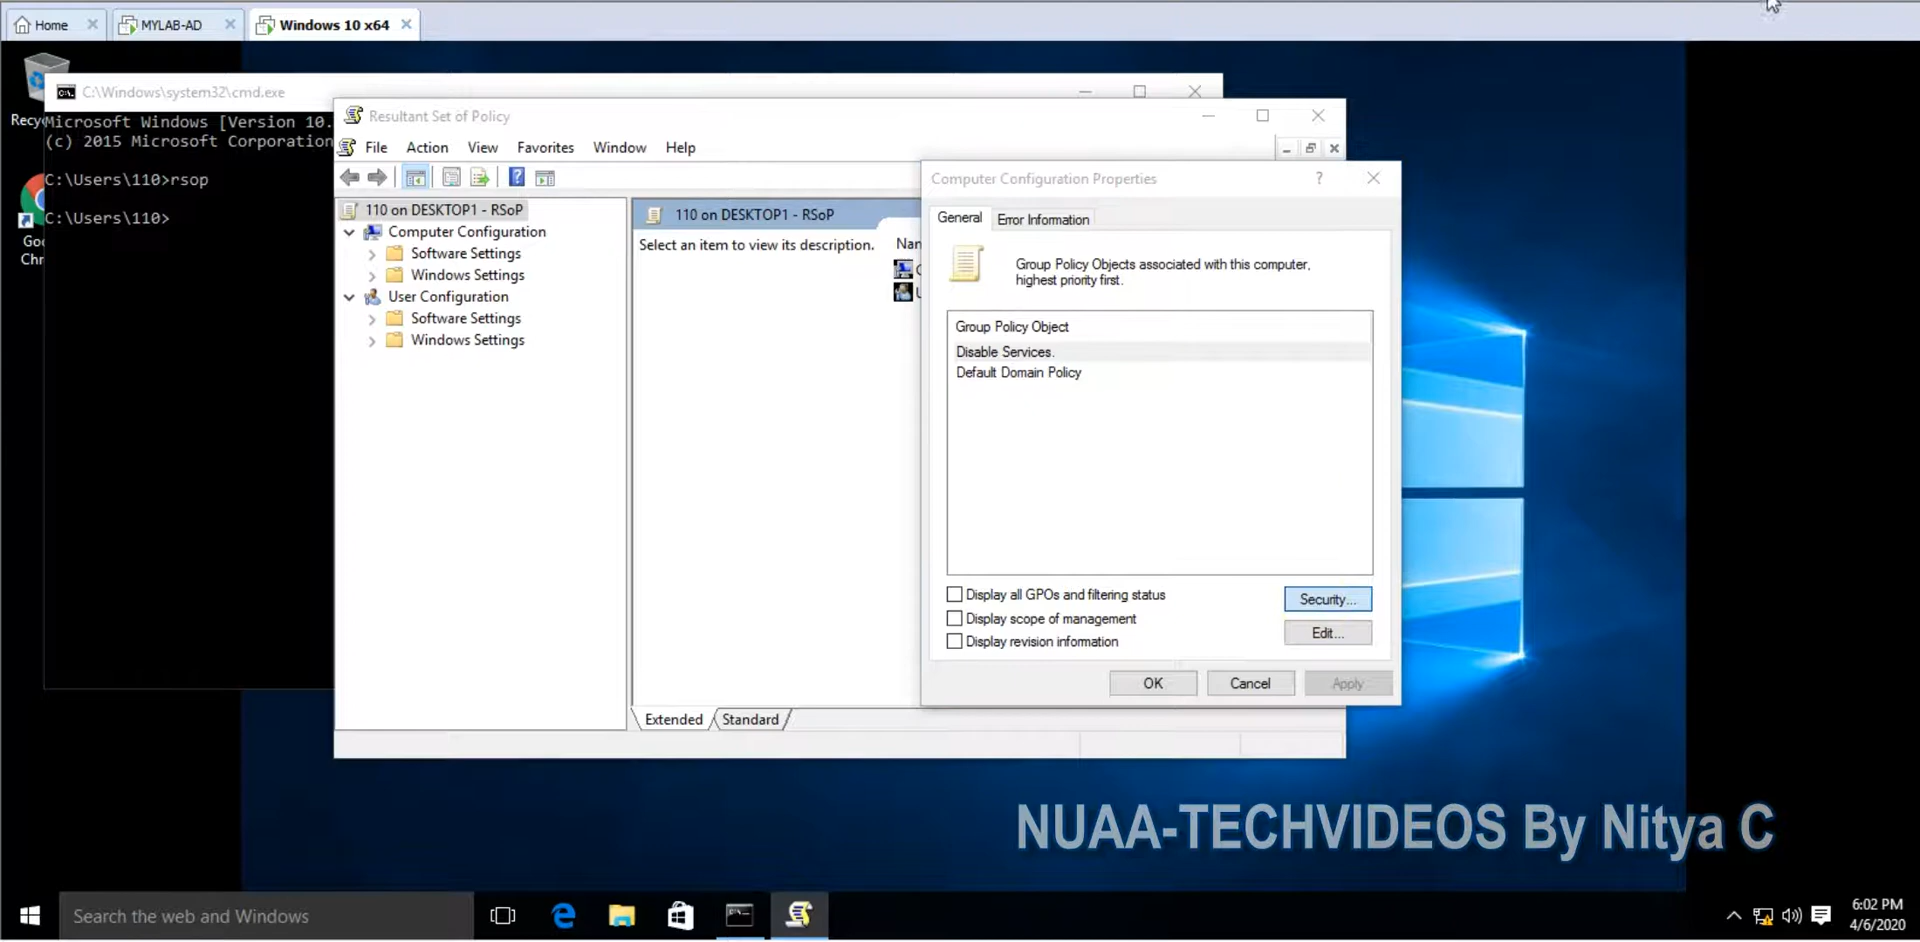 Home
MYLAB-AD
Windows 10 x64
C:\Windows\system32\cmd.exe
Microsoft Windows [Version 10.
(c) 2015 Microsoft Corporation
C:\Users\110>rsop
C:\Users\110>
Resultant Set of Policy
File Action View Favorites Window Help
110 on DESKTOP1 - RSoP
Computer Configuration
Software Settings
Windows Settings
User Configuration
Software Settings
Windows Settings
110 on DESKTOP1 - RSoP
Select an item to view its description.
Extended Standard
Computer Configuration Properties
General Error Information
Group Policy Objects associated with this computer,
highest priority first.
Group Policy Object
Disable Services.
Default Domain Policy
Display all GPOs and filtering status
Display scope of management
Display revision information
Security...
Edit...
OK Cancel Apply
NUAA-TECHVIDEOS By Nitya C
Search the web and Windows
6:02 PM
4/6/2020